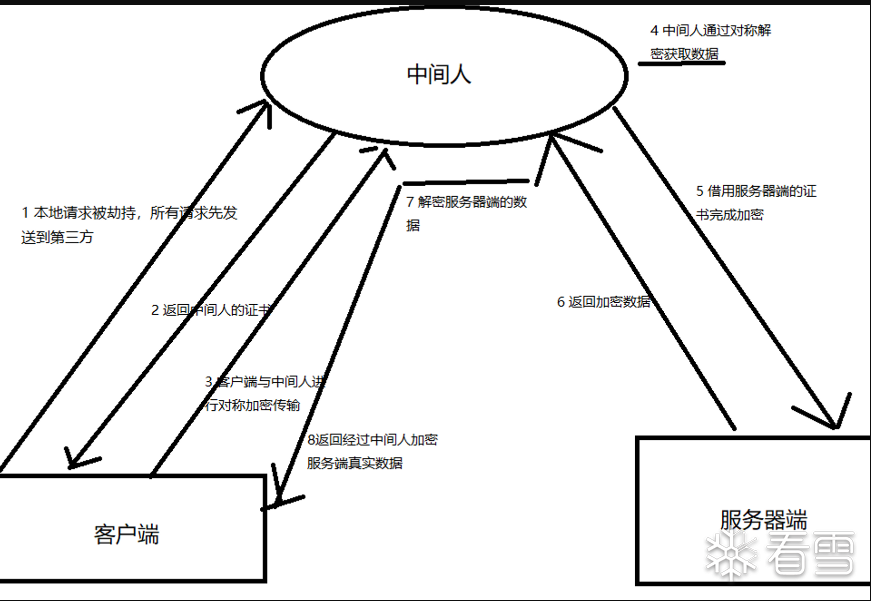 中间人
4 中间人通过对称解
密获取数据
1 本地请求被劫持，所有请求先发
送到第三方
2 返回中间人的证书
3 客户端与中间人进
行对称加密传输
7 解密服务器端的数
据
5 借用服务器端的证
书完成加密
6 返回加密数据
8返回经过中间人加密
服务端真实数据
客户端
服务器端
看雪